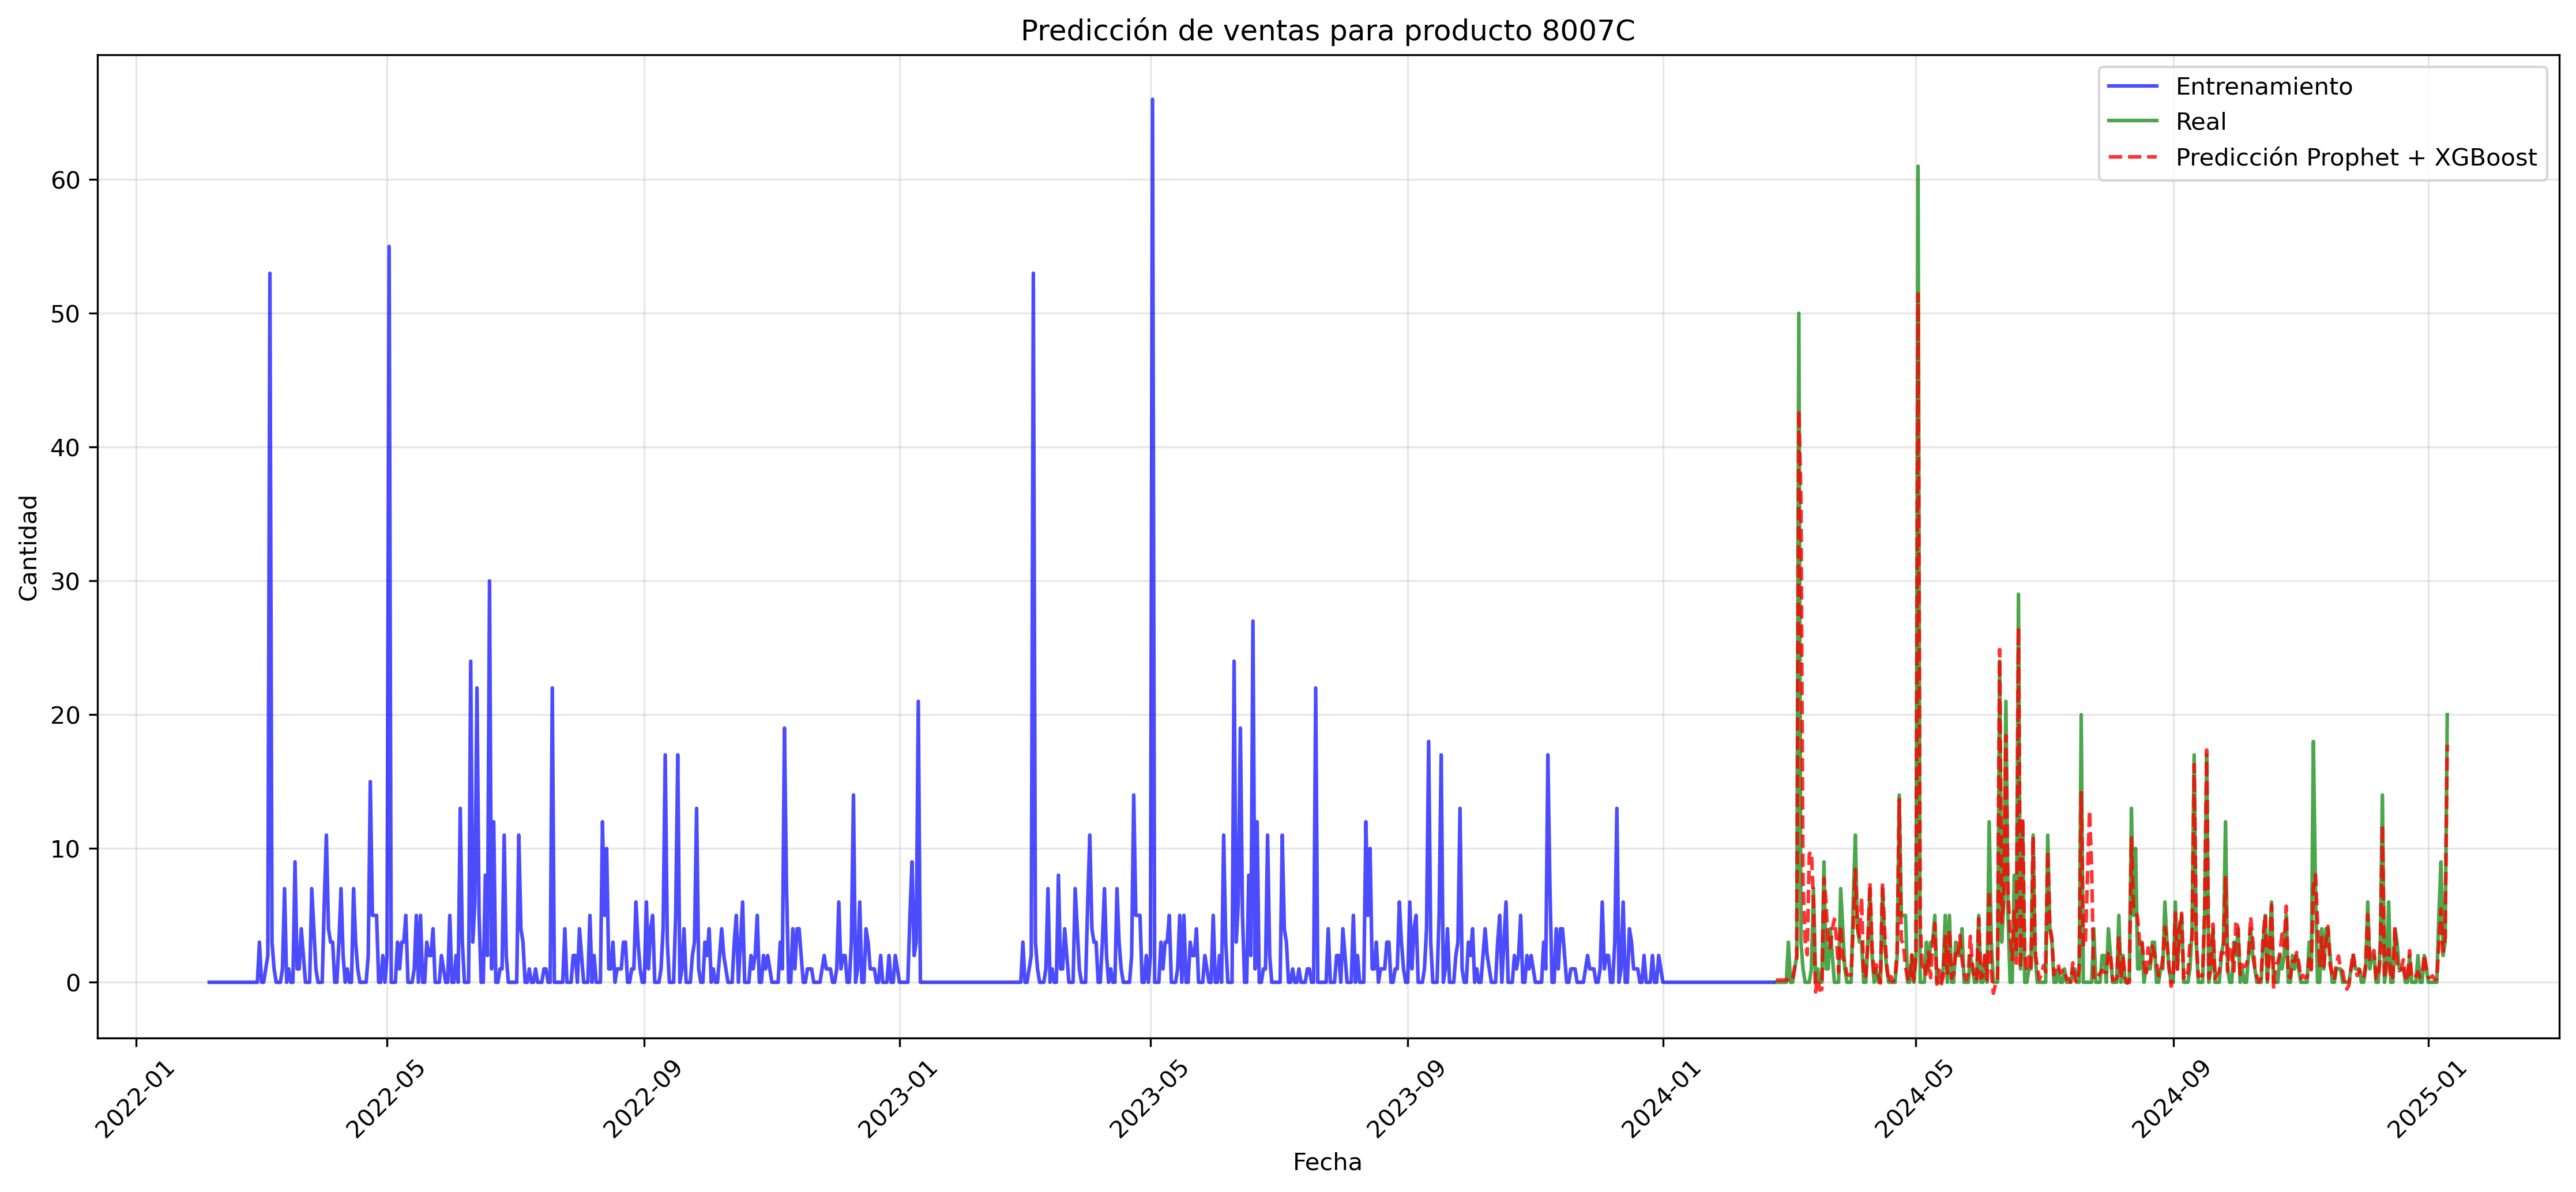 Predicción de ventas para producto 8007C
Entrenamiento
Real
Predicción Prophet + XGBoost
Cantidad
60
50
40
30
20
10
0
2022-01
2022-05
2022-09
2023-01
2023-05
2023-09
2024-01
2024-05
2024-09
2025-01
Fecha